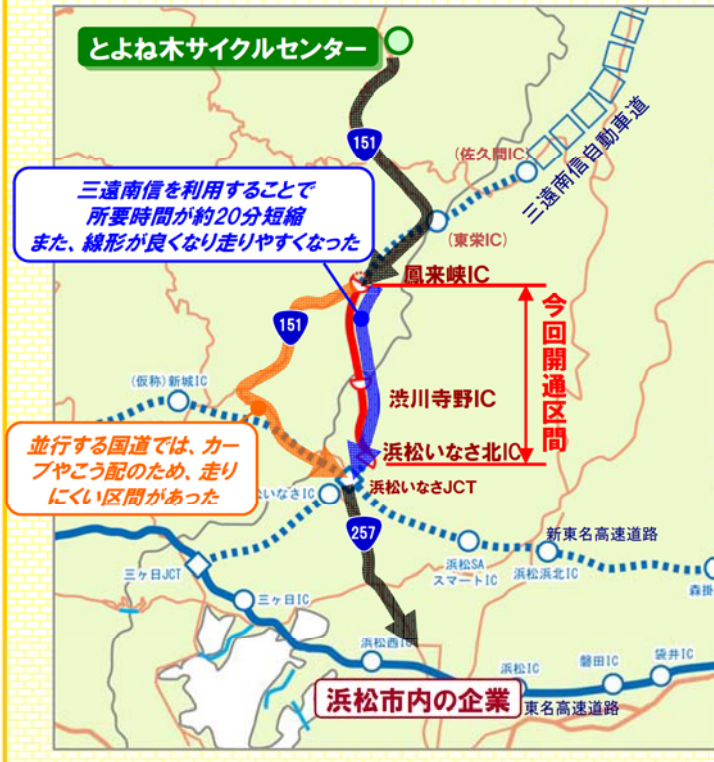 とよね木サイクルセンター
151
(佐久間IC)
三遠南信自動車道
三遠南信を利用することで
所要時間が約20分短縮
また、線形が良くなり走りやすくなった
(東栄IC)
鳳来峡IC
151
今回開通区間
(仮称)新城IC
渋川寺野IC
並行する国道では、カー
ブやこう配のため、走り
にくい区間があった
浜松いなさ北IC
浜松いなさJCT
いなさIC
257
新東名高速道路
浜松SA
スマートIC
浜松浜北IC
森掛
三ヶ日JCT
三ヶ日IC
浜松西IC
浜松IC
磐田IC
袋井IC
浜松市内の企業
東名高速道路